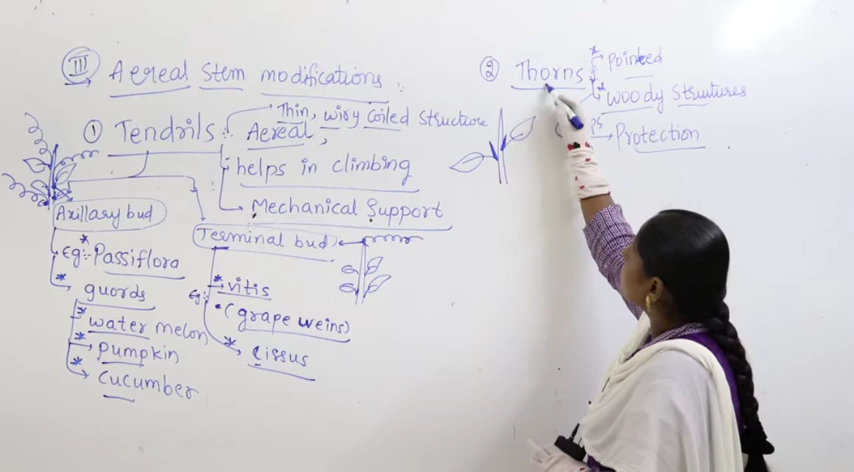 III Aereal Stem modifications
① Tendrils :
Thin, wiry coiled Structure
Aereal,
helps in climbing
Mechanical Support
Axillary bud
eg:- * Passiflora
* guords
* water melon
* Pumpkin
* Cucumber
Terminal bud
eg:- * vitis
(grape weins)
* Cissus
② Thorns
* Pointed
* Woody Structures
Protection